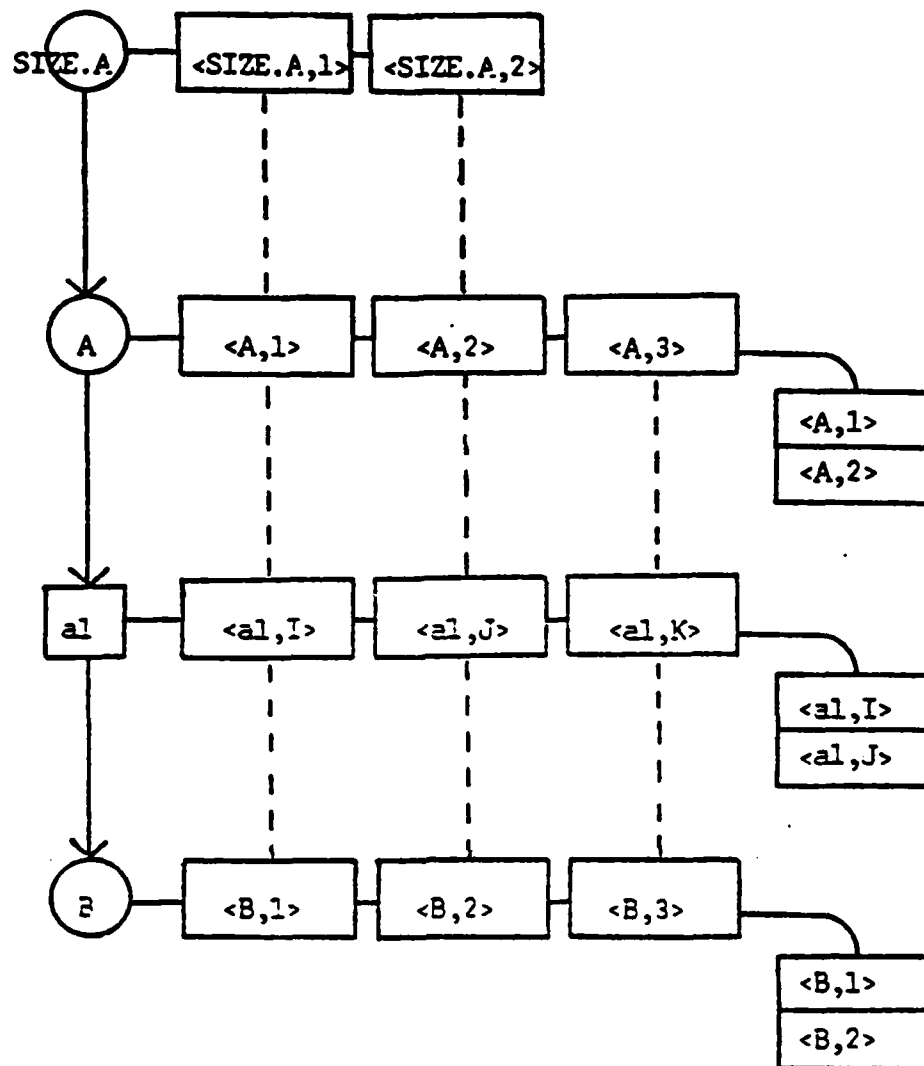 SIZE.A <SIZE.A,1> <SIZE.A,2>
A <A,1> <A,2> <A,3>
<A,1>
<A,2>
a1 <a1,I> <a1,J> <a1,K>
<a1,I>
<a1,J>
B <B,1> <B,2> <B,3>
<B,1>
<B,2>